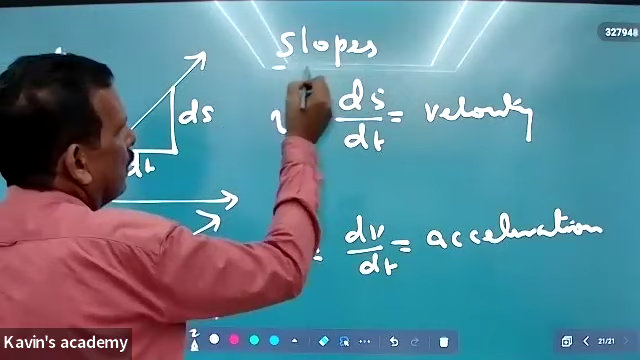 327948
Slopes
ds
dt
ds/dt = velocity
dv/dt = acceleration
21/21
Kavin's academy